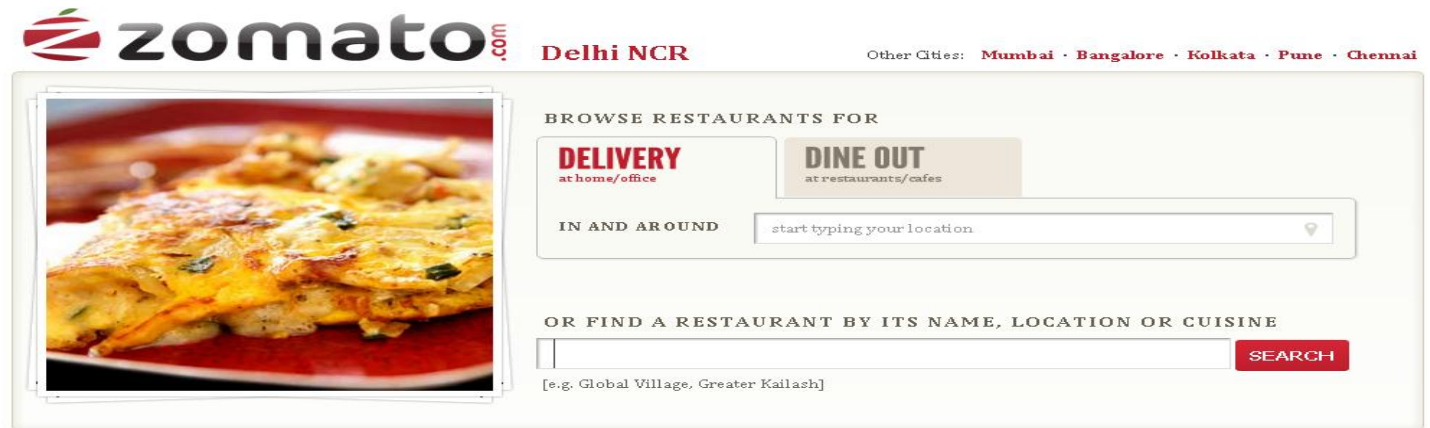 zomato.com
Delhi NCR
Other Cities: Mumbai · Bangalore · Kolkata · Pune · Chennai
BROWSE RESTAURANTS FOR
DELIVERY
at home/office
DINE OUT
at restaurants/cafes
IN AND AROUND
start typing your location
OR FIND A RESTAURANT BY ITS NAME, LOCATION OR CUISINE
SEARCH
[e.g. Global Village, Greater Kailash]